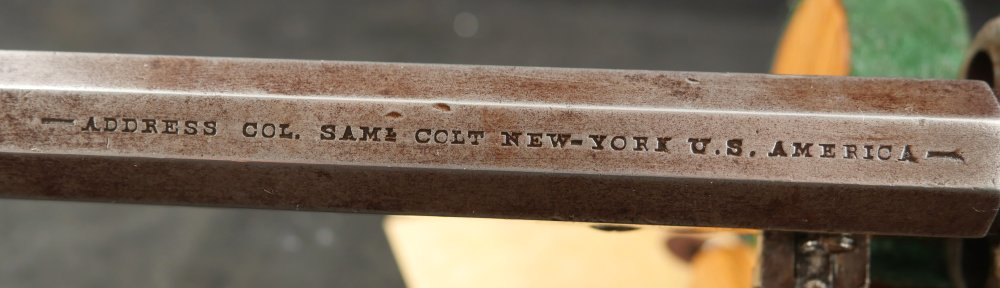 — ADDRESS COL. SAML COLT NEW-YORK U.S. AMERICA —